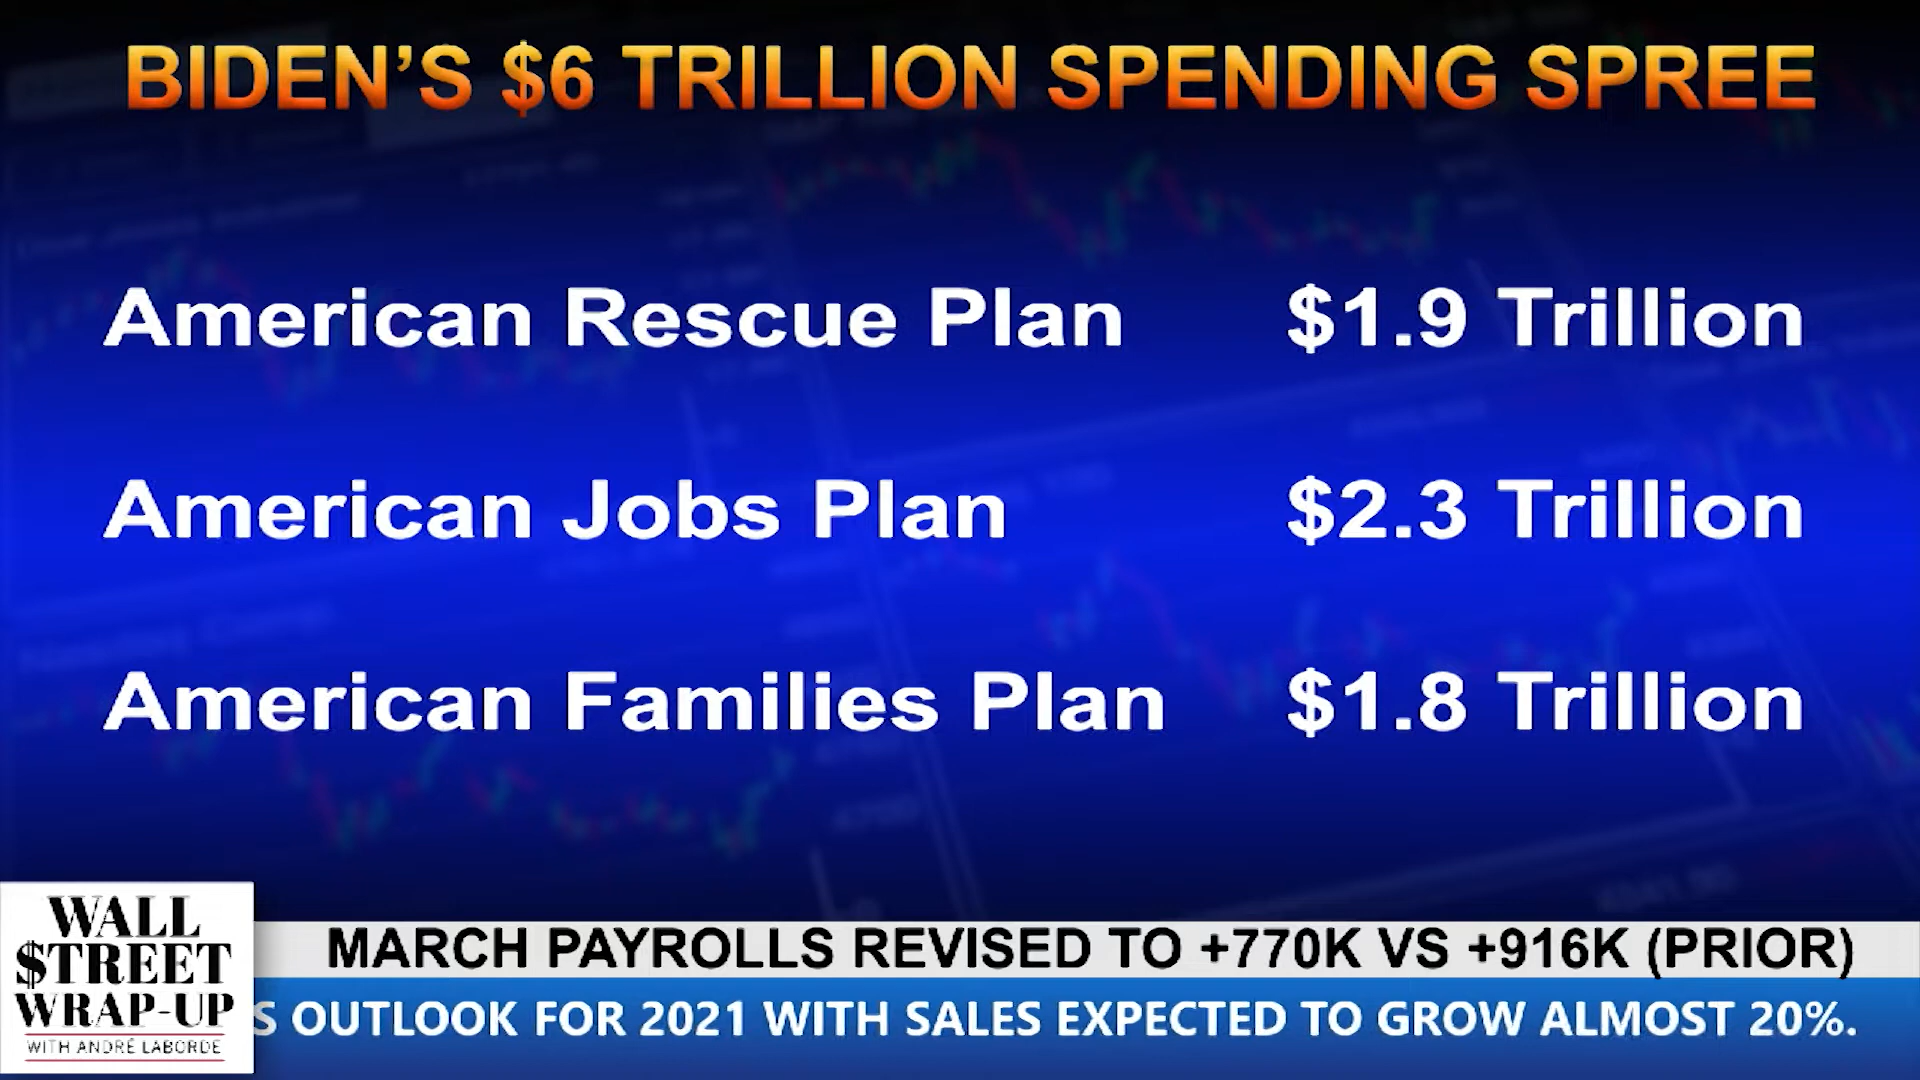 BIDEN'S $6 TRILLION SPENDING SPREE
American Rescue Plan $1.9 Trillion
American Jobs Plan $2.3 Trillion
American Families Plan $1.8 Trillion
WALL
$TREET
WRAP-UP
WITH ANDRÉ LABORDE
MARCH PAYROLLS REVISED TO +770K VS +916K (PRIOR)
S OUTLOOK FOR 2021 WITH SALES EXPECTED TO GROW ALMOST 20%.